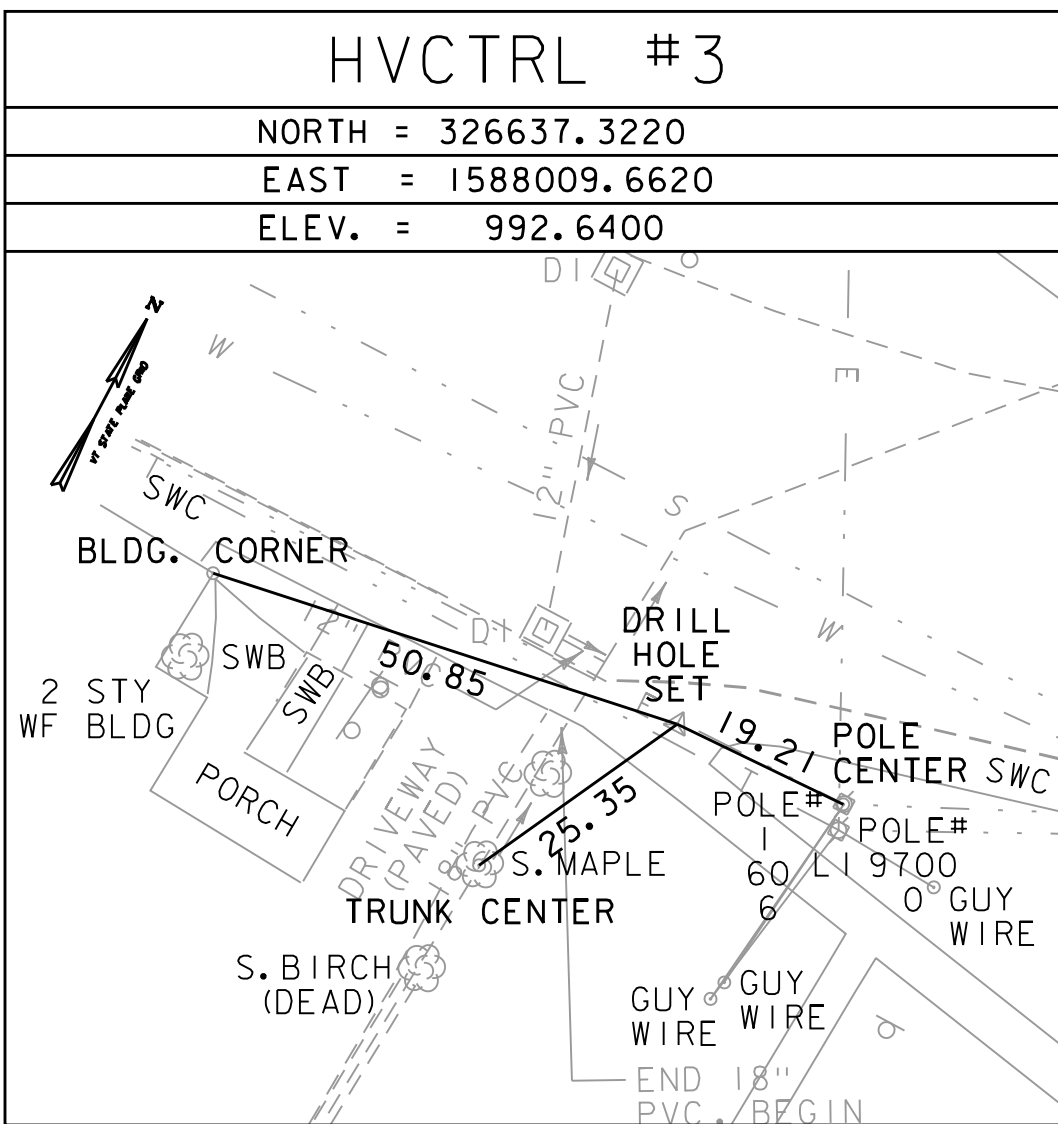 HVCTRL #3
NORTH = 326637.3220
EAST = 1588009.6620
ELEV. = 992.6400
DI
N
VT STATE PLANE GRID
W
E
12" PVC
SWC
S
BLDG. CORNER
12"
DI
DRILL
HOLE
SET
W
SWB
SWB
50.85
2 STY
WF BLDG
19.21
POLE
CENTER
SWC
PORCH
DRIVEWAY
(PAVED)
18" PVC
25.35
POLE#
1
60
6
POLE#
LI 9700
0
S. MAPLE
TRUNK CENTER
GUY
WIRE
S. BIRCH
(DEAD)
GUY
WIRE
GUY
WIRE
END 18"
PVC. BEGIN